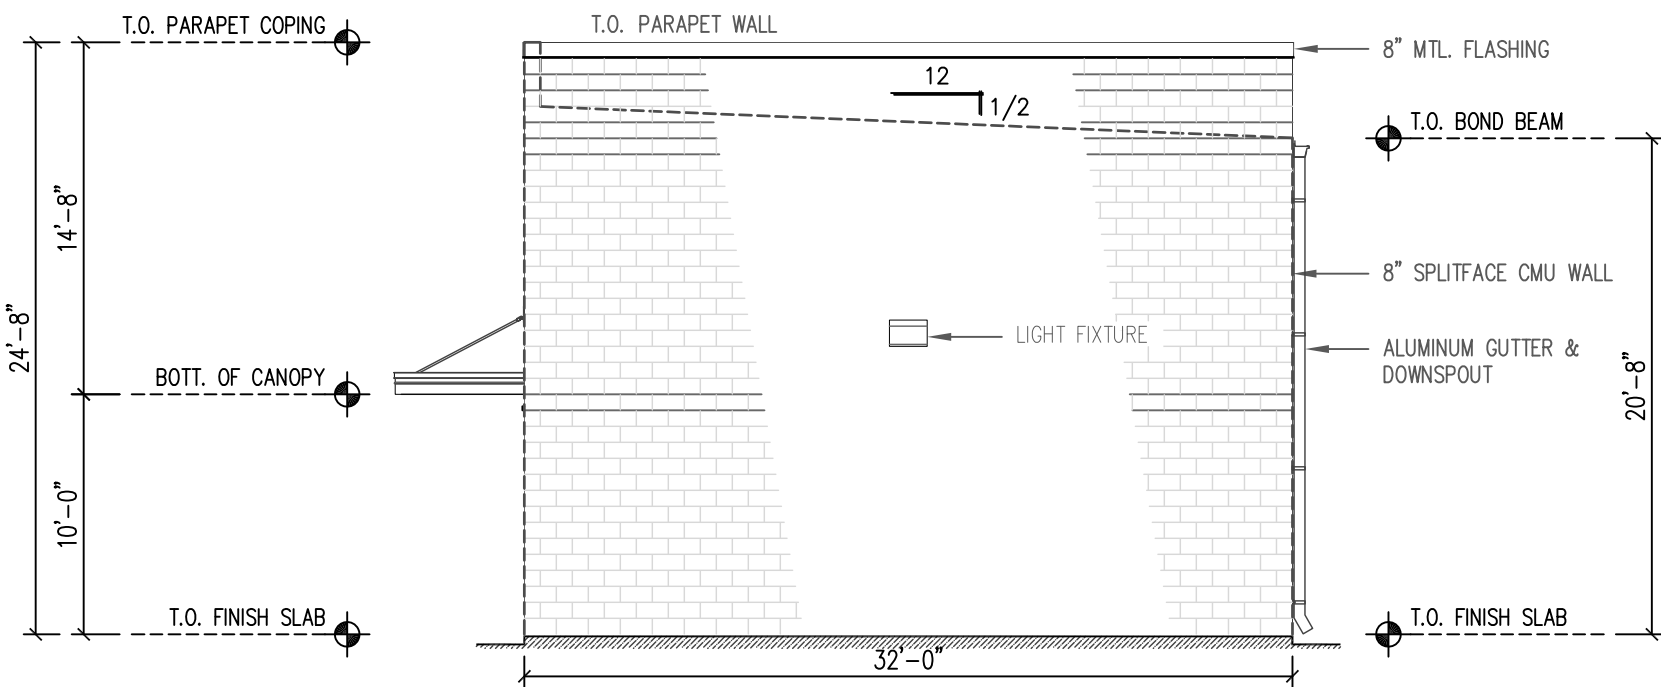 T.O. PARAPET COPING
T.O. PARAPET WALL
8” MTL. FLASHING
12
1/2
T.O. BOND BEAM
14'-8”
8” SPLITFACE CMU WALL
24'-8”
LIGHT FIXTURE
ALUMINUM GUTTER &
DOWNSPOUT
BOTT. OF CANOPY
20'-8”
10'-0”
T.O. FINISH SLAB
T.O. FINISH SLAB
32'-0”